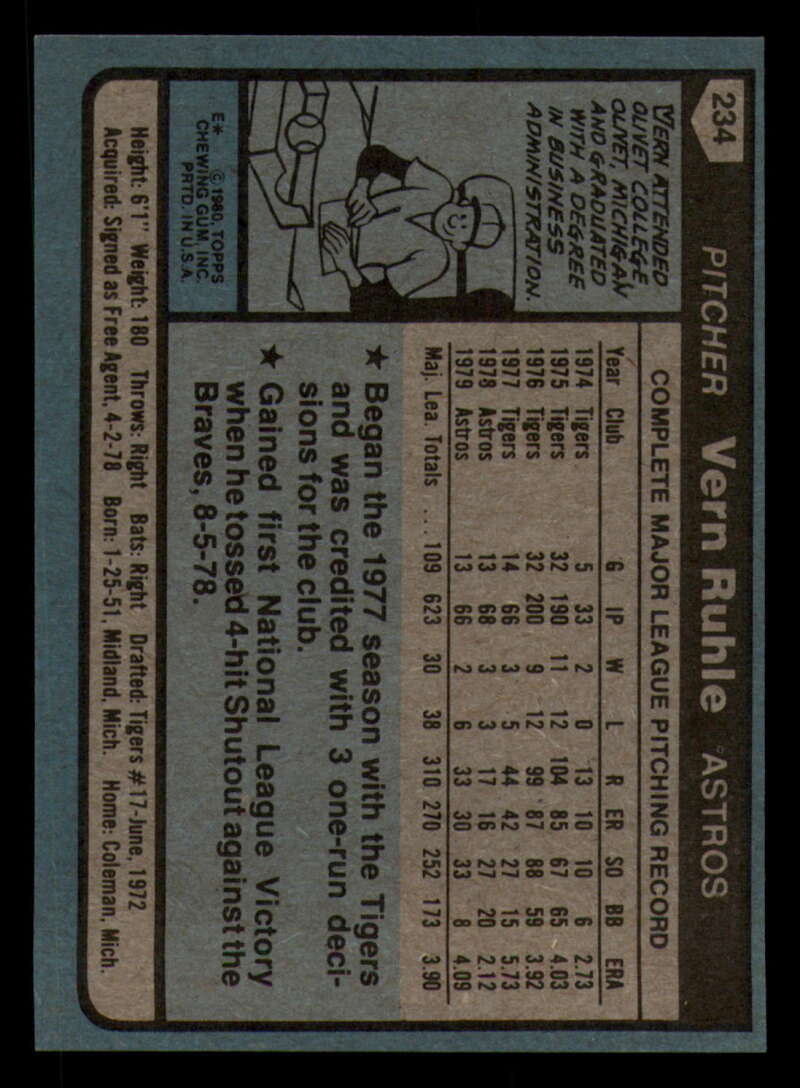 234
PITCHER Vern Ruhle ASTROS
VERN ATTENDED
OLIVET COLLEGE
OLIVET, MICHIGAN,
AND GRADUATED
WITH A DEGREE
IN BUSINESS
ADMINISTRATION.
E* © 1980, TOPPS
CHEWING GUM, INC.
PRTD. IN U.S.A.
COMPLETE MAJOR LEAGUE PITCHING RECORD
Year Club G IP W L R ER SO BB ERA
1974 Tigers 5 33 2 0 13 10 10 6 2.73
1975 Tigers 32 190 11 12 104 85 67 65 4.03
1976 Tigers 32 200 9 12 99 87 88 59 3.92
1977 Tigers 14 66 3 5 44 42 27 15 5.73
1978 Astros 13 68 3 3 17 16 27 20 2.12
1979 Astros 13 66 2 6 33 30 33 8 4.09
Maj. Lea. Totals ... 109 623 30 38 310 270 252 173 3.90
★ Began the 1977 season with the Tigers
and was credited with 3 one-run deci-
sions for the club.
★ Gained first National League Victory
when he tossed 4-hit Shutout against the
Braves, 8-5-78.
Height: 6'1" Weight: 180 Throws: Right Bats: Right Drafted: Tigers #17-June, 1972
Acquired: Signed as Free Agent, 4-2-78 Born: 1-25-51, Midland, Mich. Home: Coleman, Mich.